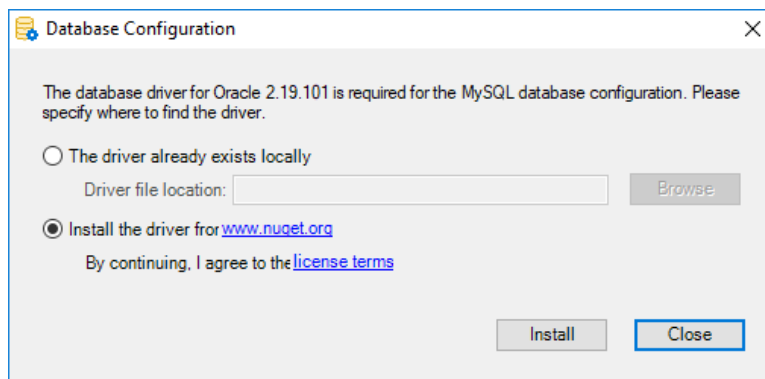 Database Configuration
The database driver for Oracle 2.19.101 is required for the MySQL database configuration. Please
specify where to find the driver.
The driver already exists locally
Driver file location:
Browse
Install the driver fror www.nuget.org
By continuing, I agree to the license terms
Install
Close